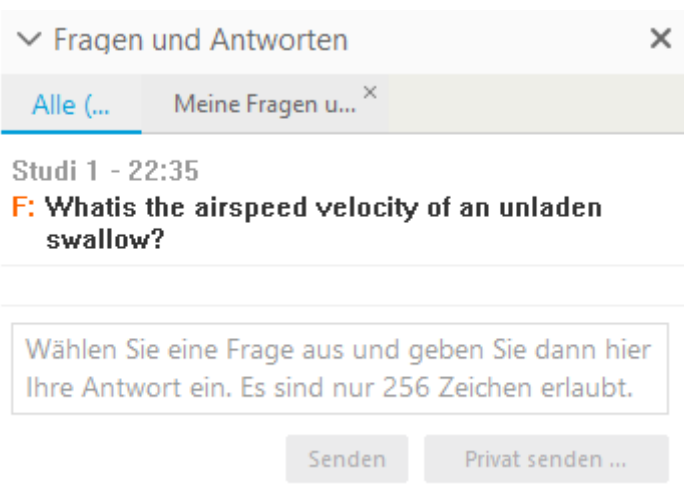 Fragen und Antworten
Alle (...
Meine Fragen u...
Studi 1 - 22:35
F: Whatis the airspeed velocity of an unladen
swallow?
Wählen Sie eine Frage aus und geben Sie dann hier
Ihre Antwort ein. Es sind nur 256 Zeichen erlaubt.
Senden
Privat senden ...